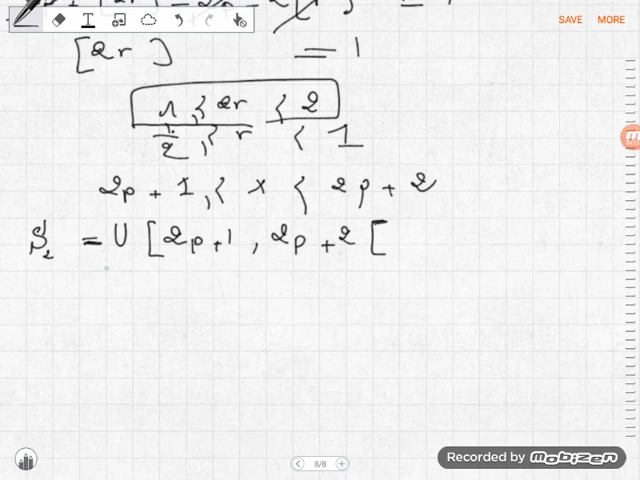 SAVE MORE
[2r] = 1
1 ⩽ 2r < 2
1/2 ⩽ r < 1
2p + 1 ⩽ x < 2p + 2
S₂ = U [2p+1, 2p+2[
8/8
Recorded by mobizen